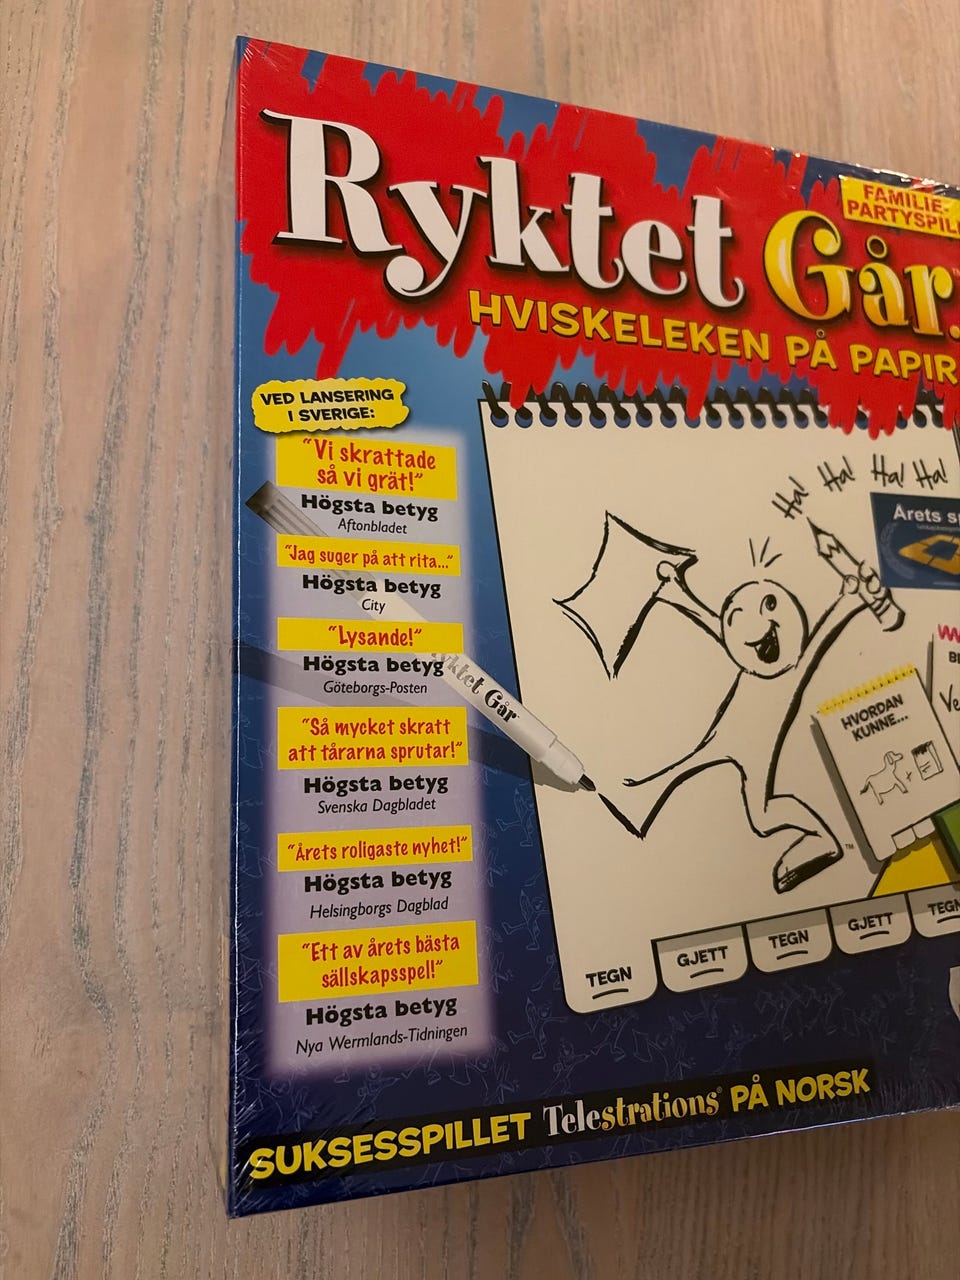 Ryktet Går
FAMILIE-
PARTYSPILL
HVISKELEKEN PÅ PAPIR
VED LANSERING
I SVERIGE:
"Vi skrattade
så vi grät!"
Högsta betyg
Aftonbladet
"Jag suger på att rita..."
Högsta betyg
City
"Lysande!"
Högsta betyg
Göteborgs-Posten
"Så mycket skratt
att tårarna sprutar!"
Högsta betyg
Svenska Dagbladet
"Årets roligaste nyhet!"
Högsta betyg
Helsingborgs Dagblad
"Ett av årets bästa
sällskapsspel!"
Högsta betyg
Nya Wermlands-Tidningen
Ryktet Går
Ha! Ha! Ha! Ha!
Årets
HVORDAN
KUNNE...
TM
TEGN
GJETT
TEGN
GJETT
TEGN
SUKSESSPILLET Telestrations® PÅ NORSK